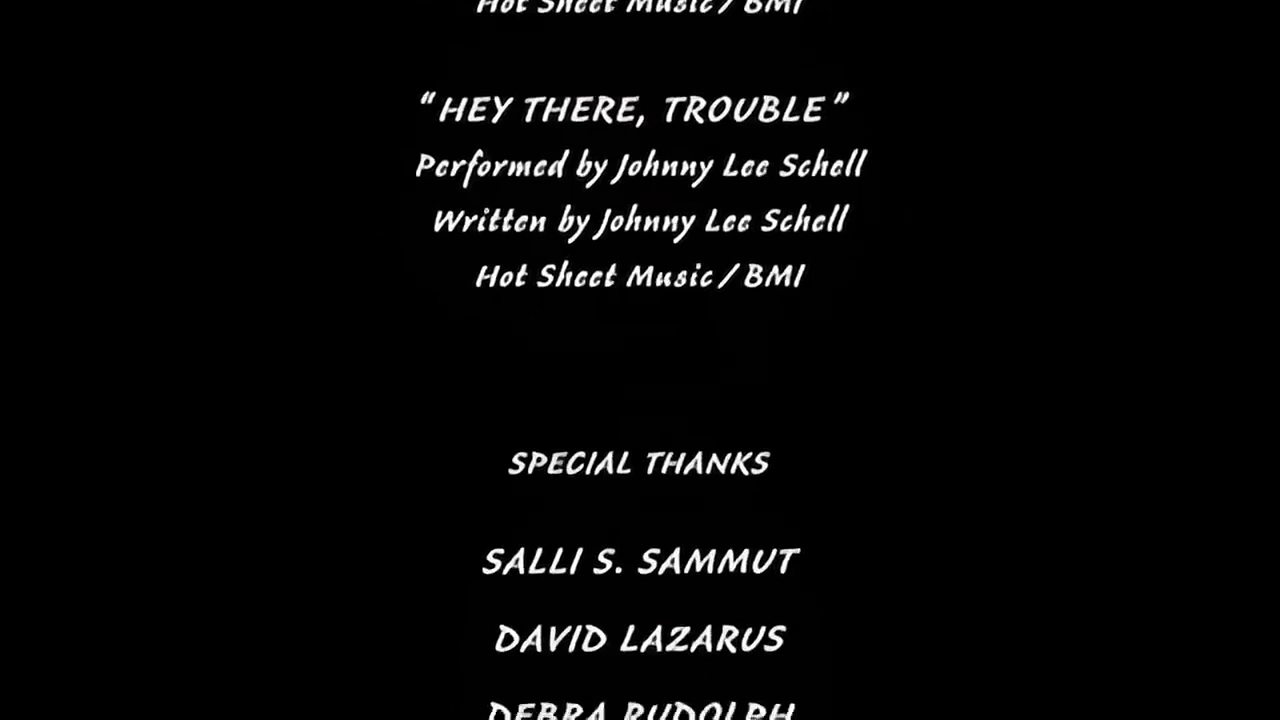 Hot Sheet Music / BMI
“HEY THERE, TROUBLE”
Performed by Johnny Lee Schell
Written by Johnny Lee Schell
Hot Sheet Music / BMI
SPECIAL THANKS
SALLI S. SAMMUT
DAVID LAZARUS
DEBRA RUDOLPH